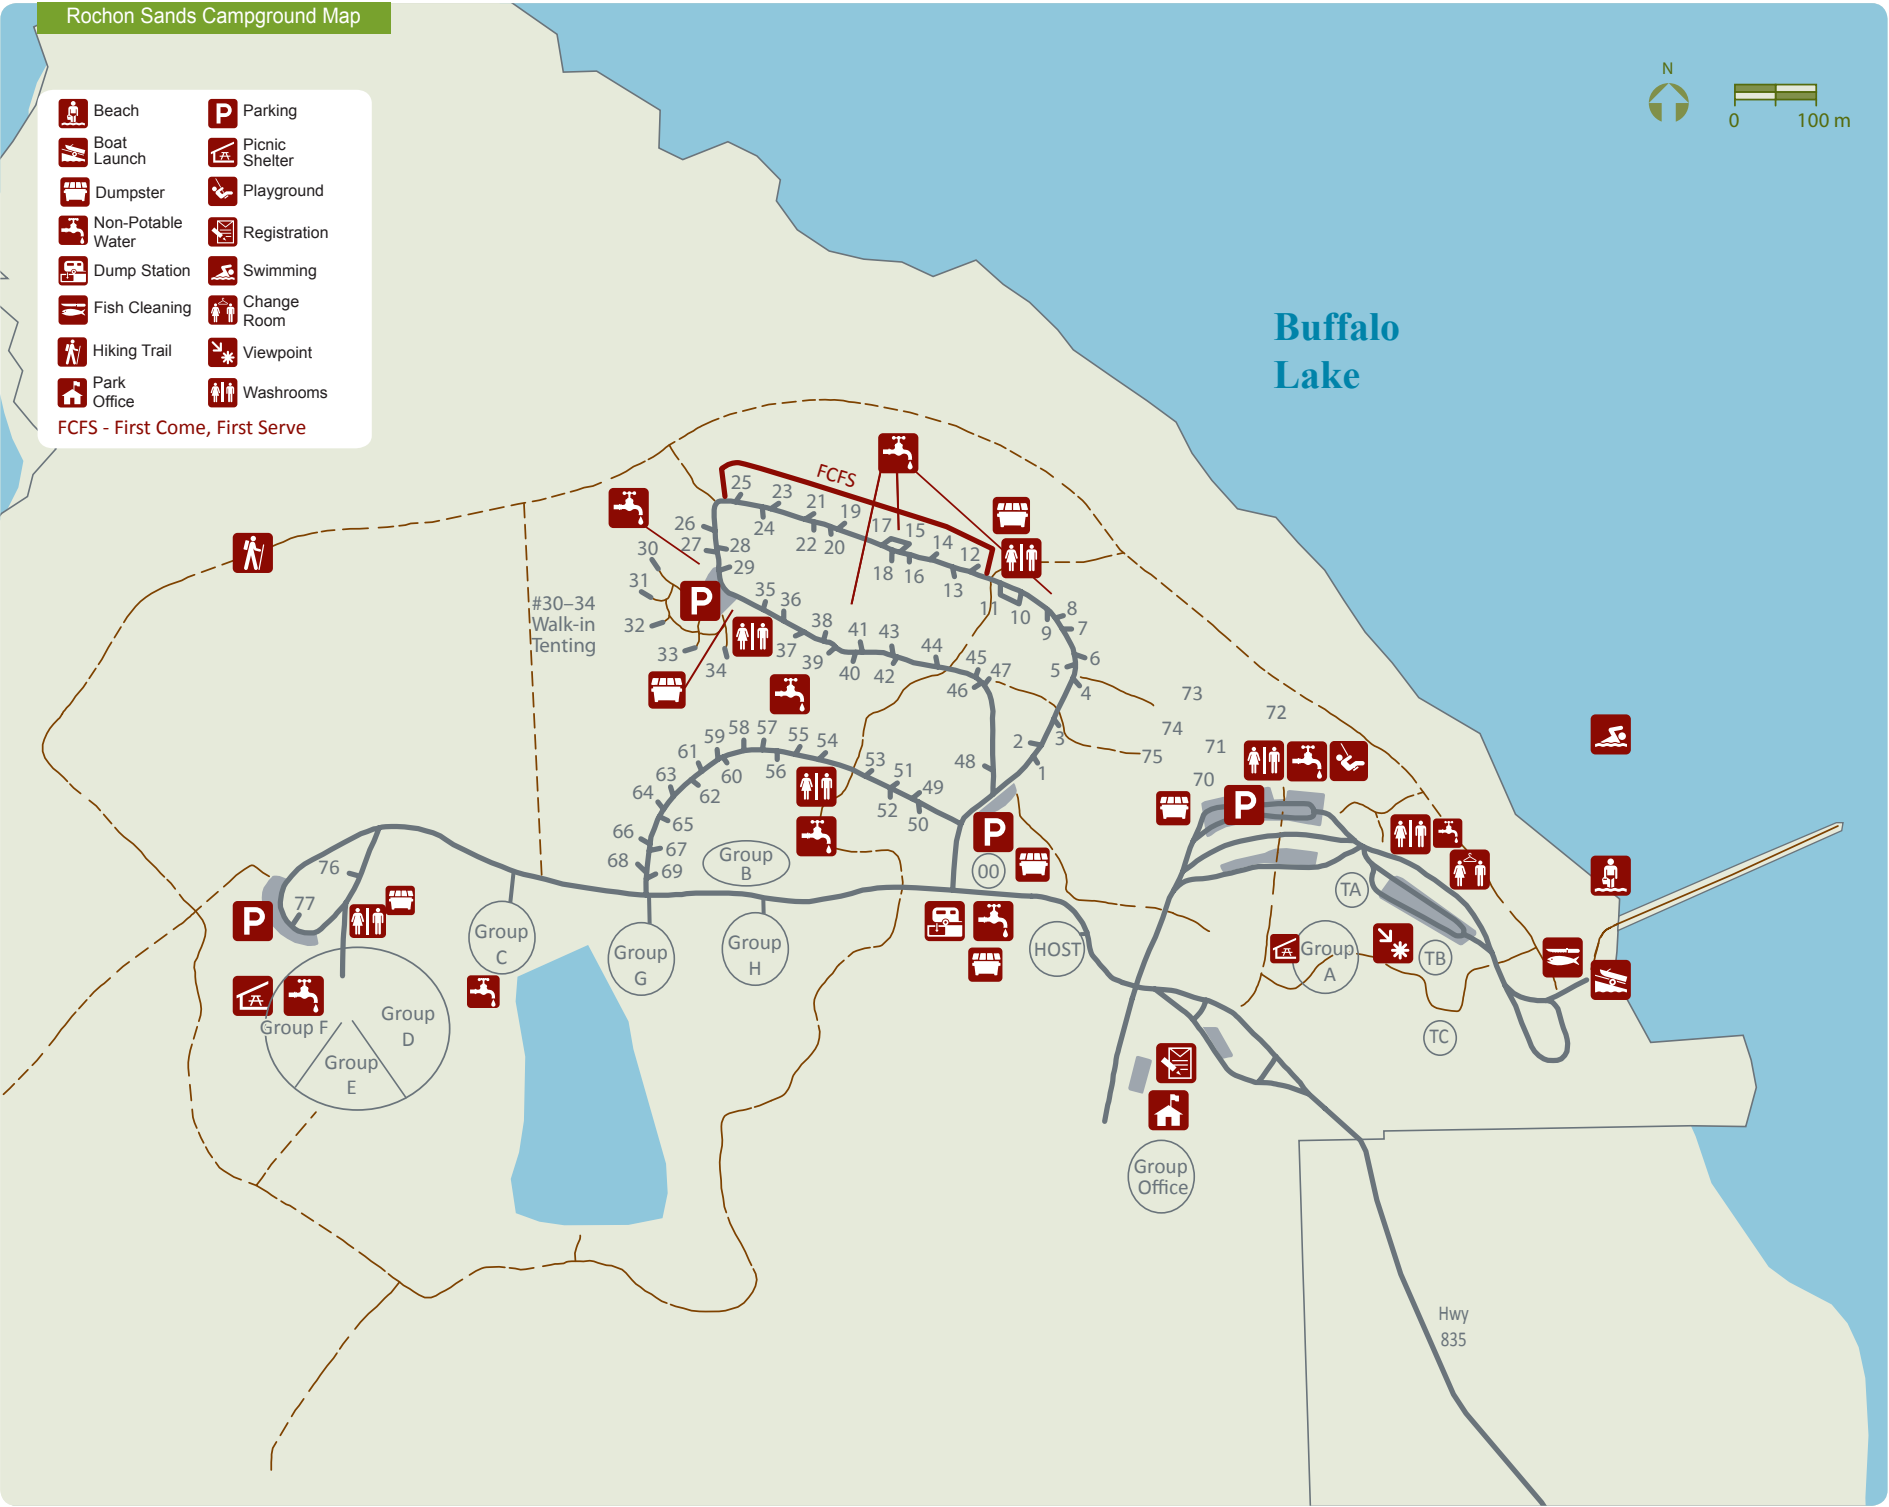 Rochon Sands Campground Map
Beach
Boat
Launch
Dumpster
Non-Potable
Water
Dump Station
Fish Cleaning
Hiking Trail
Park
Office
P Parking
Picnic
Shelter
Playground
Registration
Swimming
Change
Room
Viewpoint
Washrooms
FCFS - First Come, First Serve
N
0 100 m
Buffalo
Lake
FCFS
25
23
21
19
17
15
14
12
24
22
20
18
16
13
11
10
9
8
7
6
5
4
3
2
1
26
27
28
29
30
31
32
33
34
#30–34
Walk-in
Tenting
P
35
36
37
38
39
40
41
42
43
44
45
46
47
48
49
50
51
52
53
54
55
56
57
58
59
60
61
62
63
64
65
66
67
68
69
70
71
72
73
74
75
P
P
00
76
77
P
Group
B
Group
C
Group
G
Group
H
HOST
Group F
Group
D
Group
E
TA
TB
TC
Group
A
Group
Office
Hwy
835